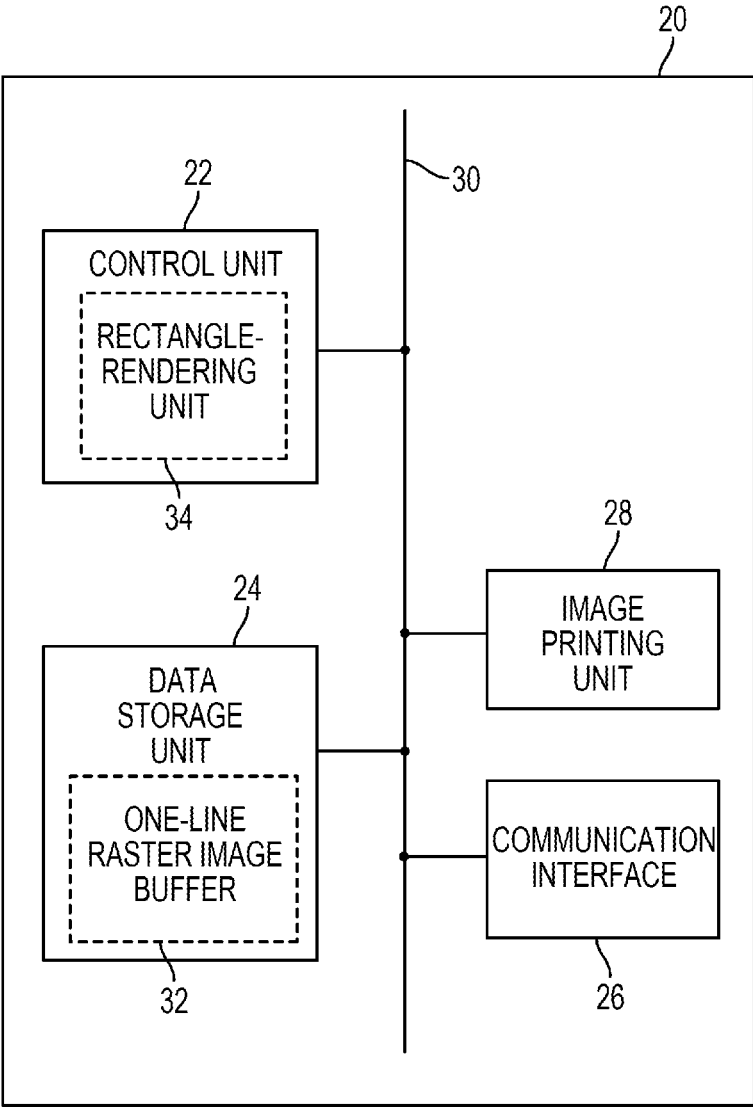 20
30
22
CONTROL UNIT
RECTANGLE-
RENDERING
UNIT
34
28
IMAGE
PRINTING
UNIT
24
DATA
STORAGE
UNIT
ONE-LINE
RASTER IMAGE
BUFFER
32
COMMUNICATION
INTERFACE
26